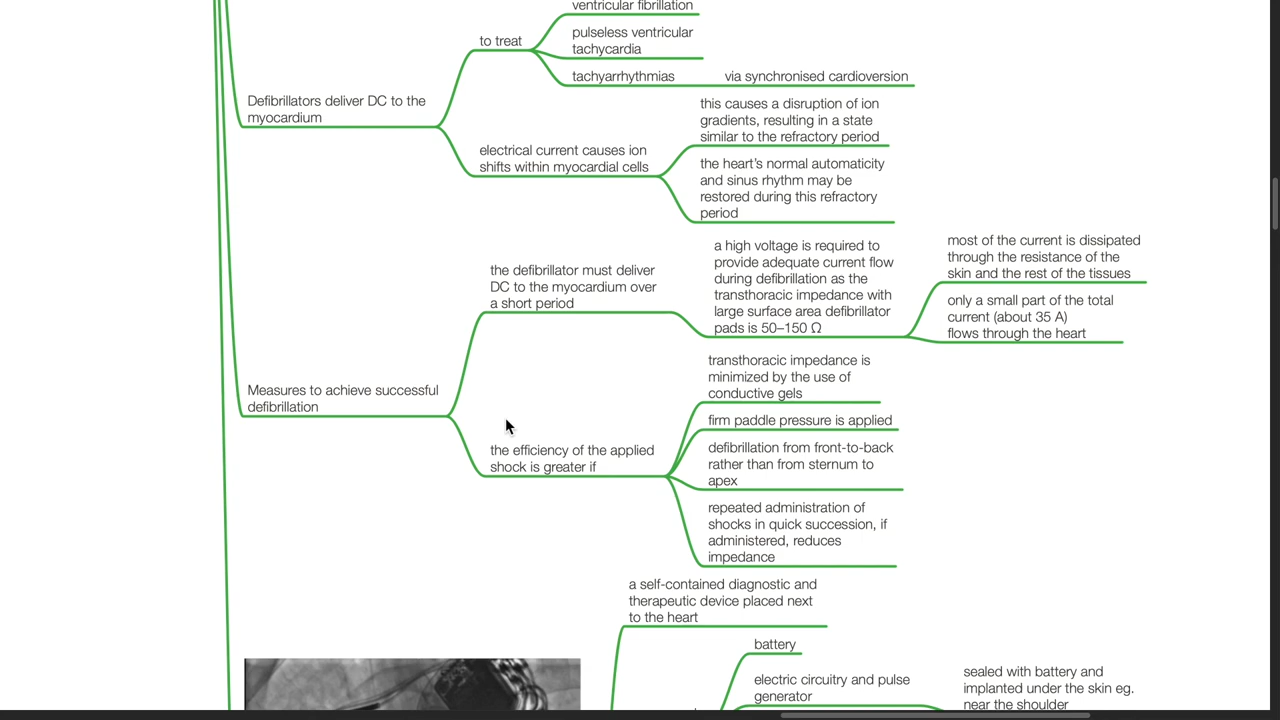 ventricular fibrillation
to treat
pulseless ventricular
tachycardia
tachyarrhythmias
via synchronised cardioversion
Defibrillators deliver DC to the
myocardium
this causes a disruption of ion
gradients, resulting in a state
similar to the refractory period
electrical current causes ion
shifts within myocardial cells
the heart's normal automaticity
and sinus rhythm may be
restored during this refractory
period
Measures to achieve successful
defibrillation
the defibrillator must deliver
DC to the myocardium over
a short period
a high voltage is required to
provide adequate current flow
during defibrillation as the
transthoracic impedance with
large surface area defibrillator
pads is 50–150 Ω
most of the current is dissipated
through the resistance of the
skin and the rest of the tissues
only a small part of the total
current (about 35 A)
flows through the heart
the efficiency of the applied
shock is greater if
transthoracic impedance is
minimized by the use of
conductive gels
firm paddle pressure is applied
defibrillation from front-to-back
rather than from sternum to
apex
repeated administration of
shocks in quick succession, if
administered, reduces
impedance
a self-contained diagnostic and
therapeutic device placed next
to the heart
battery
electric circuitry and pulse
generator
sealed with battery and
implanted under the skin eg.
near the shoulder